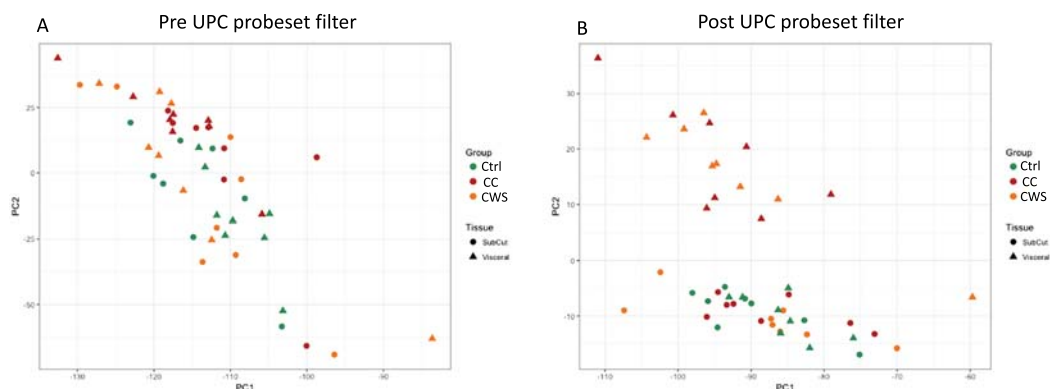 A
Pre UPC probeset filter
25
0
-25
-50
PC2
-130
-120
-110
-100
-90
PC1
Group
Ctrl
CC
CWS
Tissue
SubCut
Visceral
B
Post UPC probeset filter
30
20
10
0
-10
PC2
-110
-100
-90
-80
-70
-60
PC1
Group
Ctrl
CC
CWS
Tissue
SubCut
Visceral